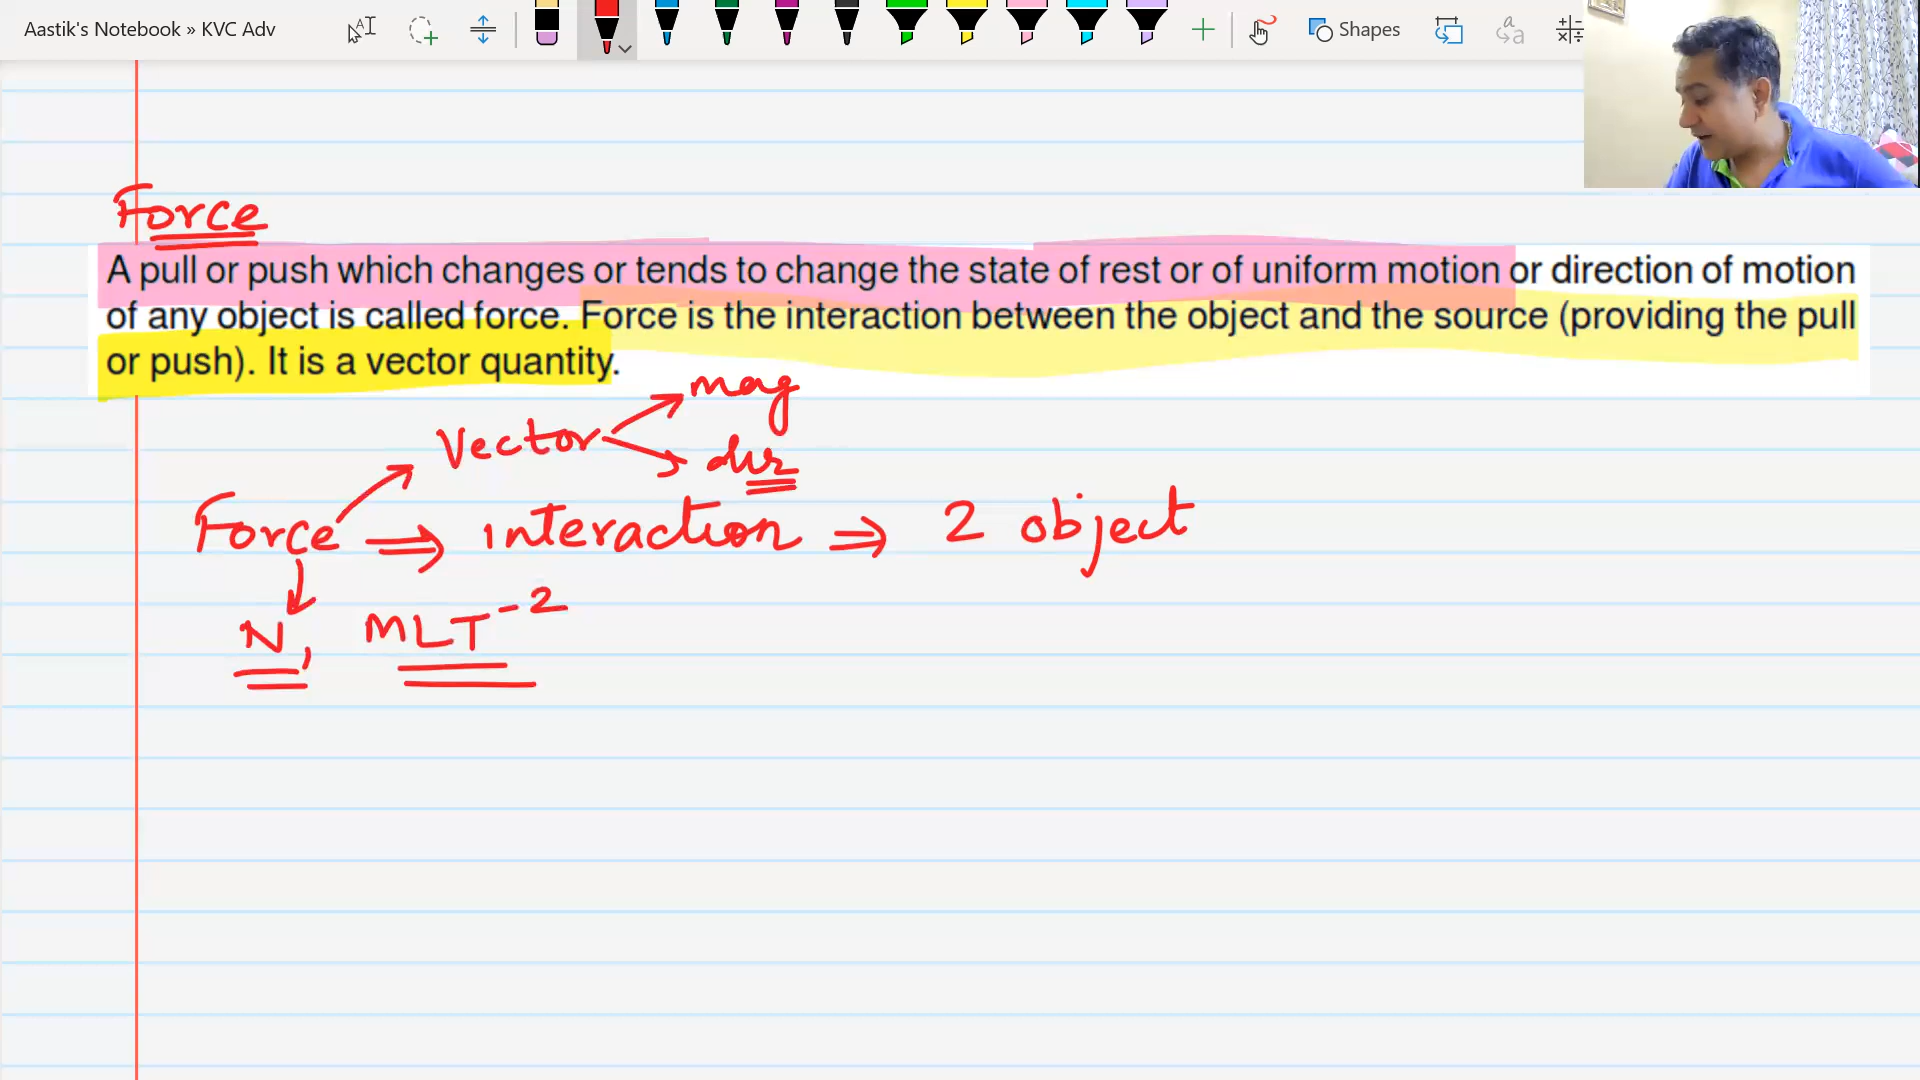 Aastik's Notebook » KVC Adv
Shapes
Force
A pull or push which changes or tends to change the state of rest or of uniform motion or direction of motion
of any object is called force. Force is the interaction between the object and the source (providing the pull
or push). It is a vector quantity.
mag
Vector
dir
Force ⇒ interaction ⇒ 2 object
N, MLT⁻²